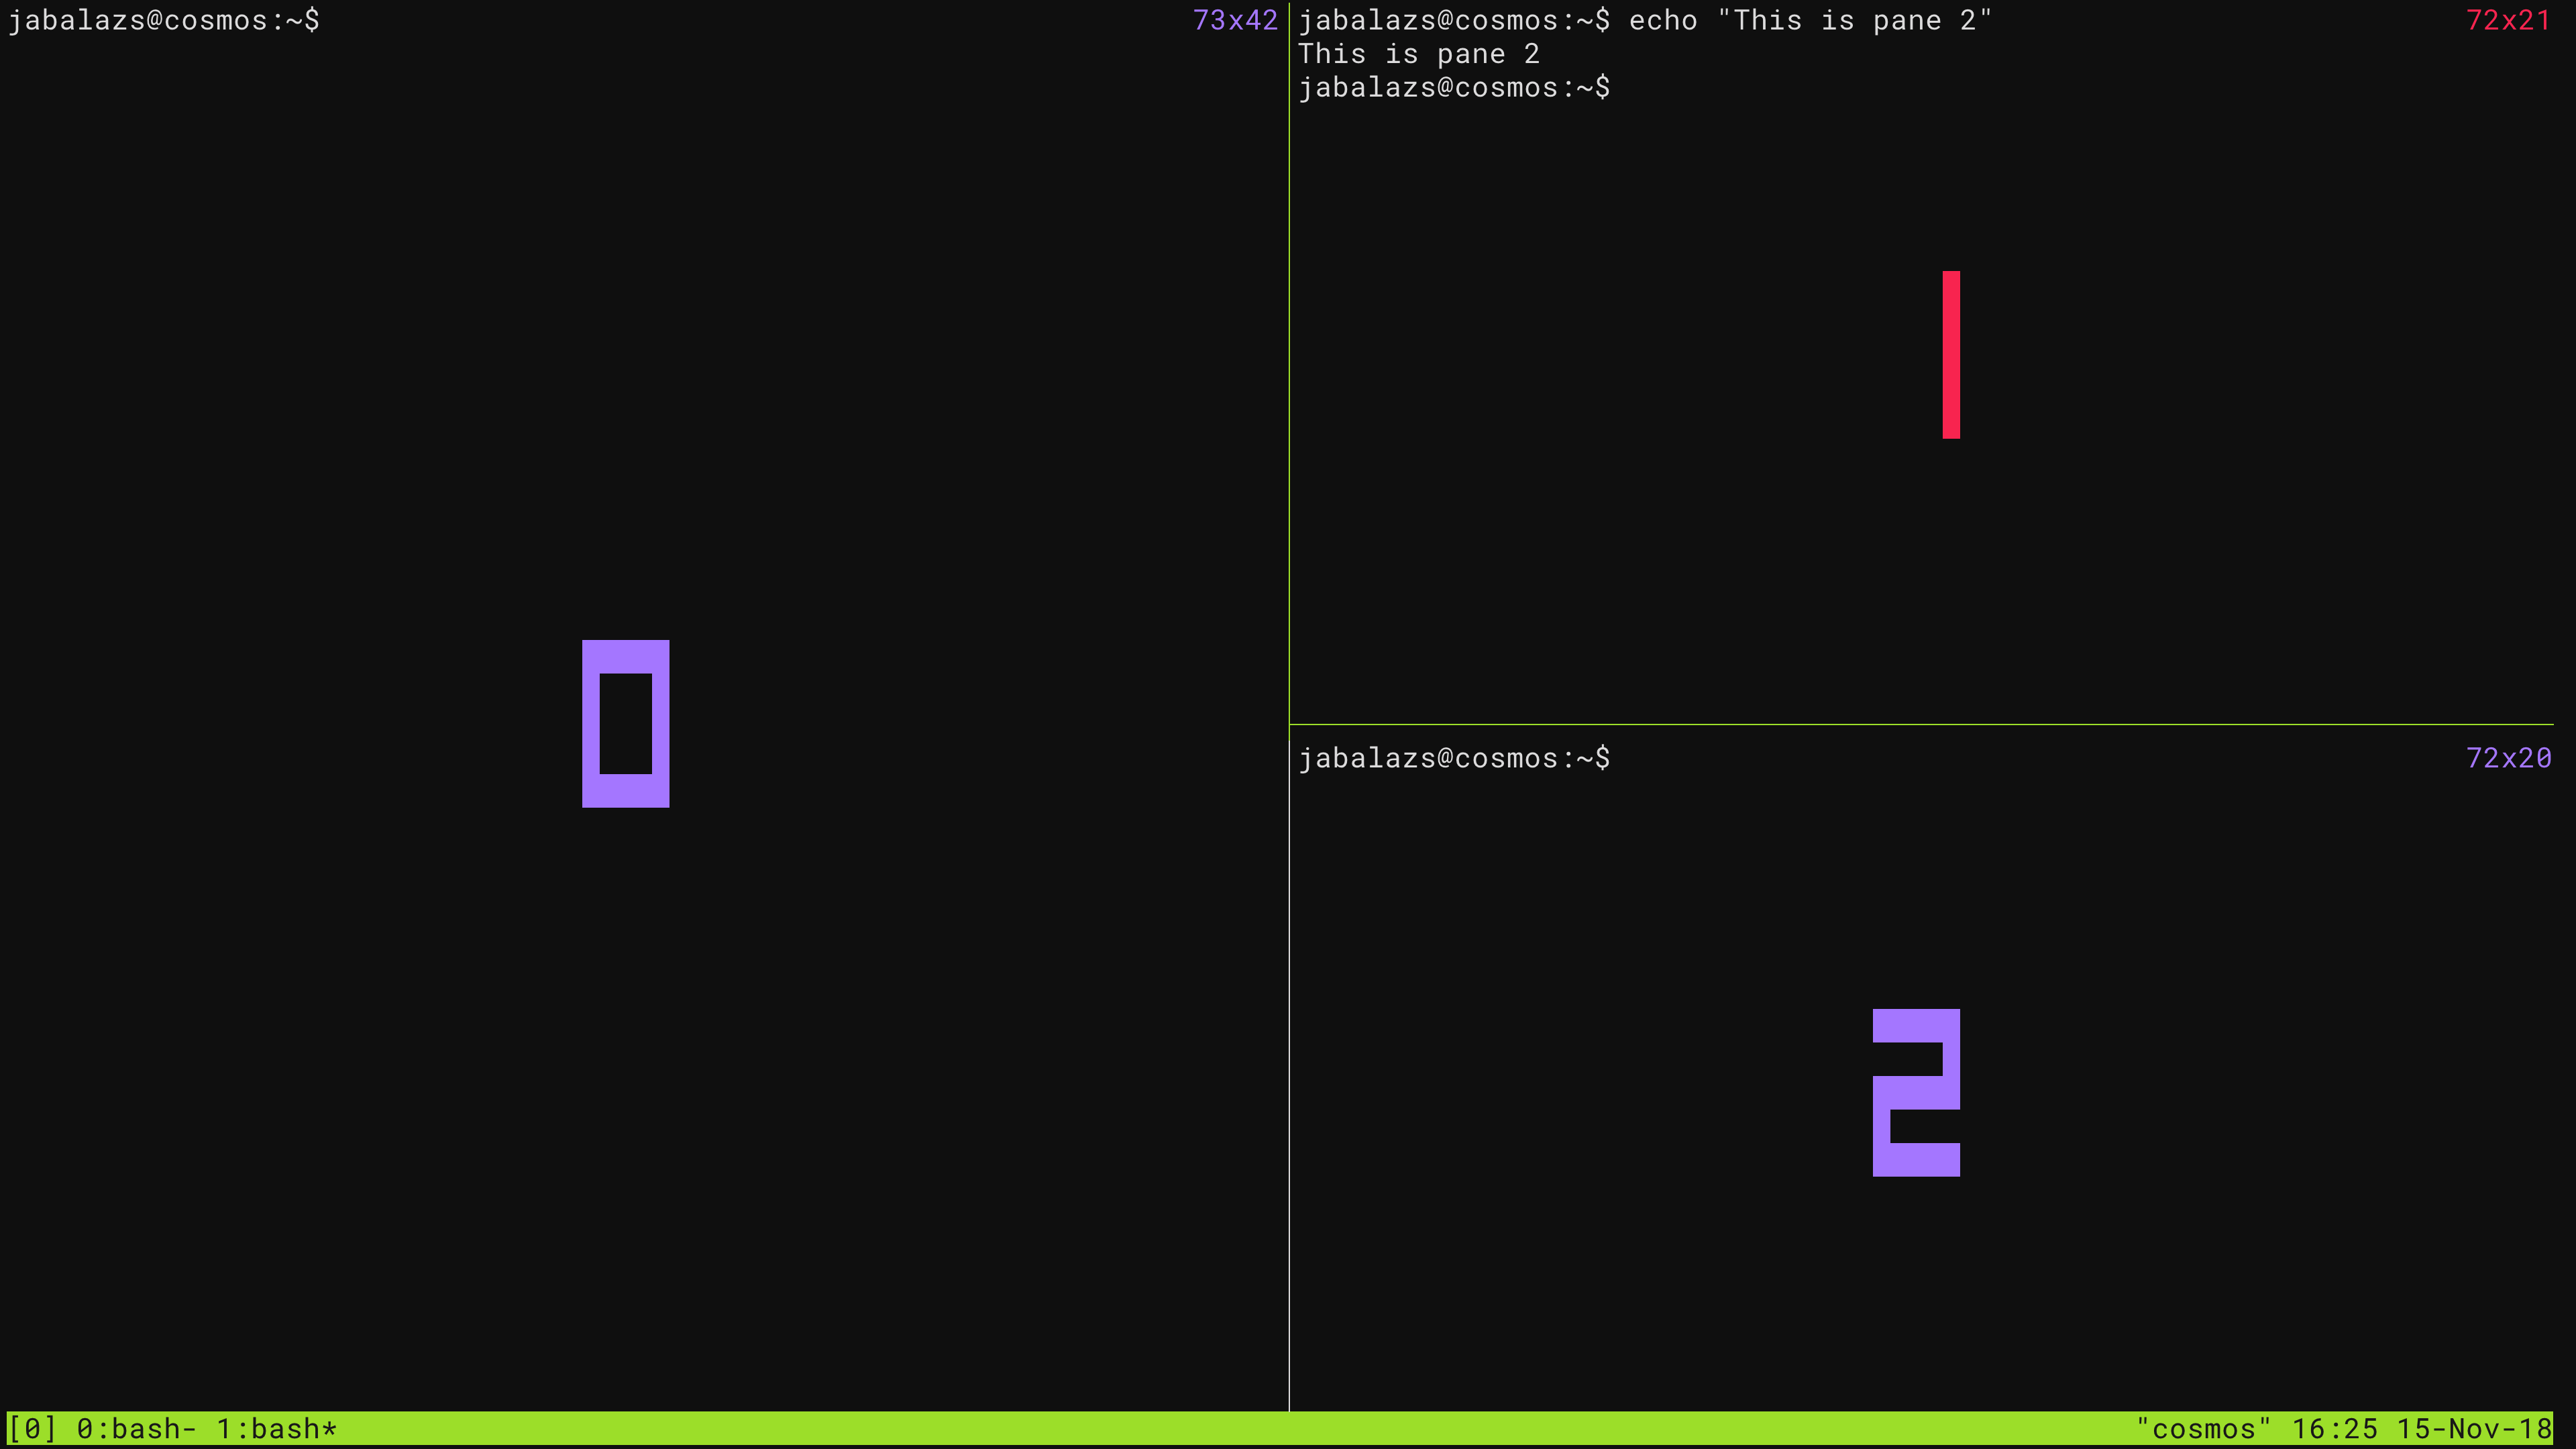 jabalazs@cosmos:~$ 73x42
0
jabalazs@cosmos:~$ echo "This is pane 2" 72x21
This is pane 2
jabalazs@cosmos:~$
1
jabalazs@cosmos:~$ 72x20
2
[0] 0:bash- 1:bash* "cosmos" 16:25 15-Nov-18